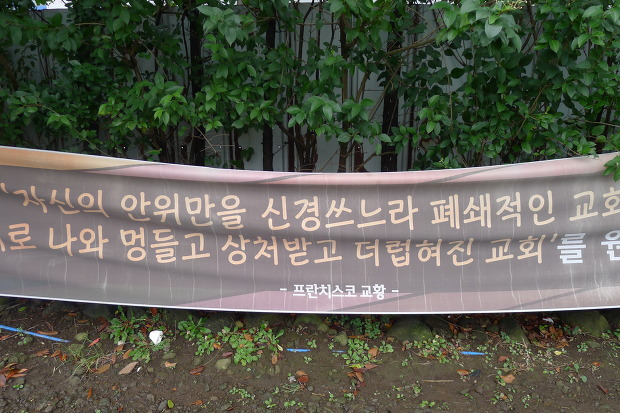 자신의 안위만을 신경쓰느라 폐쇄적인 교회
로 나와 멍들고 상처받고 더럽혀진 교회'를 원
- 프란치스코 교황 -